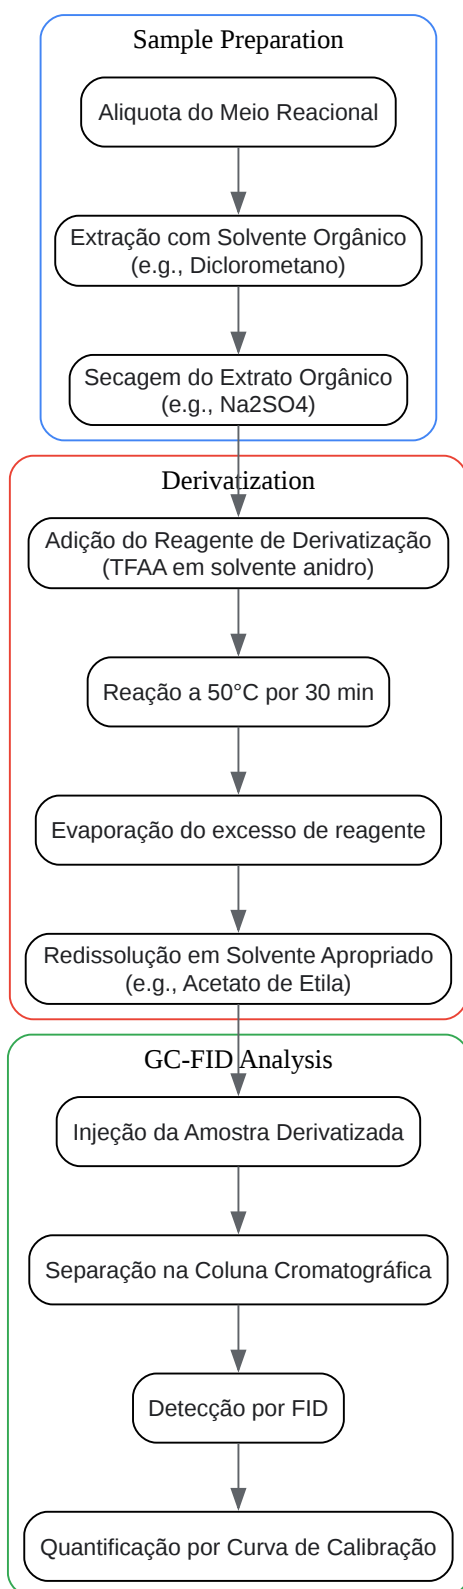 Sample Preparation
Aliquota do Meio Reacional
Extração com Solvente Orgânico
(e.g., Diclorometano)
Secagem do Extrato Orgânico
(e.g., Na2SO4)
Derivatization
Adição do Reagente de Derivatização
(TFAA em solvente anidro)
Reação a 50°C por 30 min
Evaporação do excesso de reagente
Redissolução em Solvente Apropriado
(e.g., Acetato de Etila)
GC-FID Analysis
Injeção da Amostra Derivatizada
Separação na Coluna Cromatográfica
Detecção por FID
Quantificação por Curva de Calibração